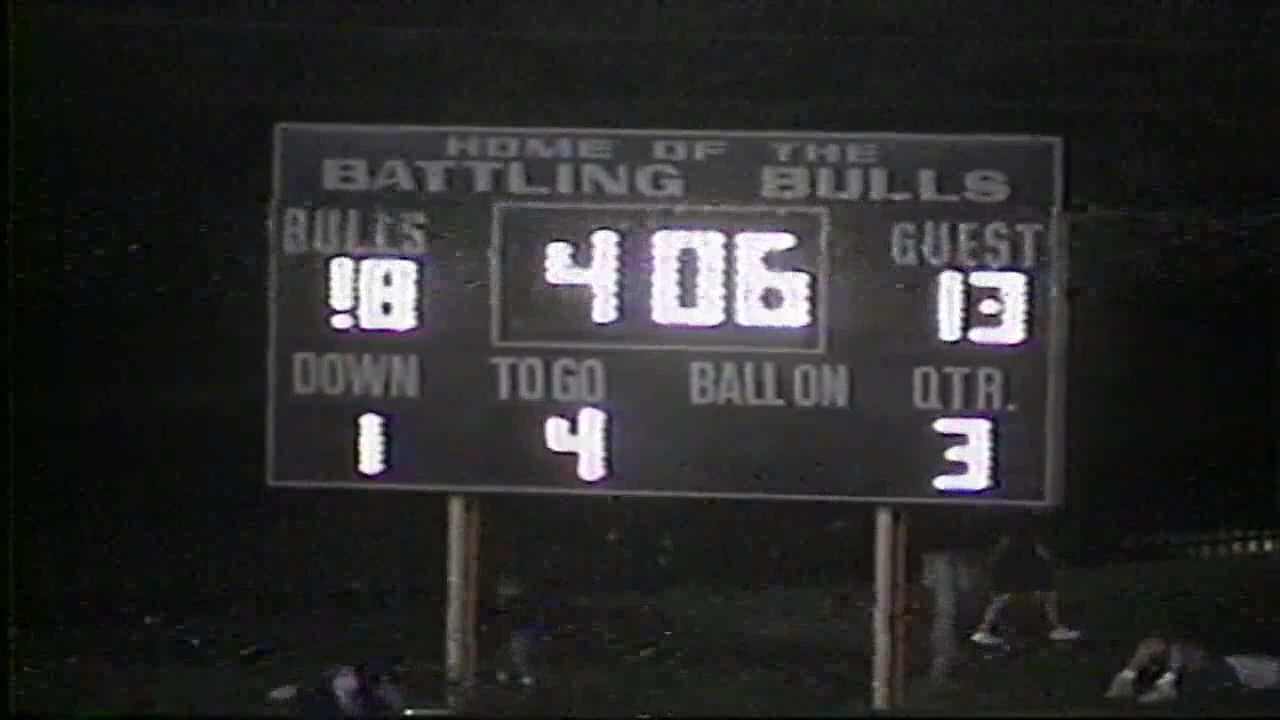 HOME OF THE
BATTLING BULLS
BULLS 4 06 GUEST
18 13
DOWN TO GO BALL ON QTR.
1 4 3